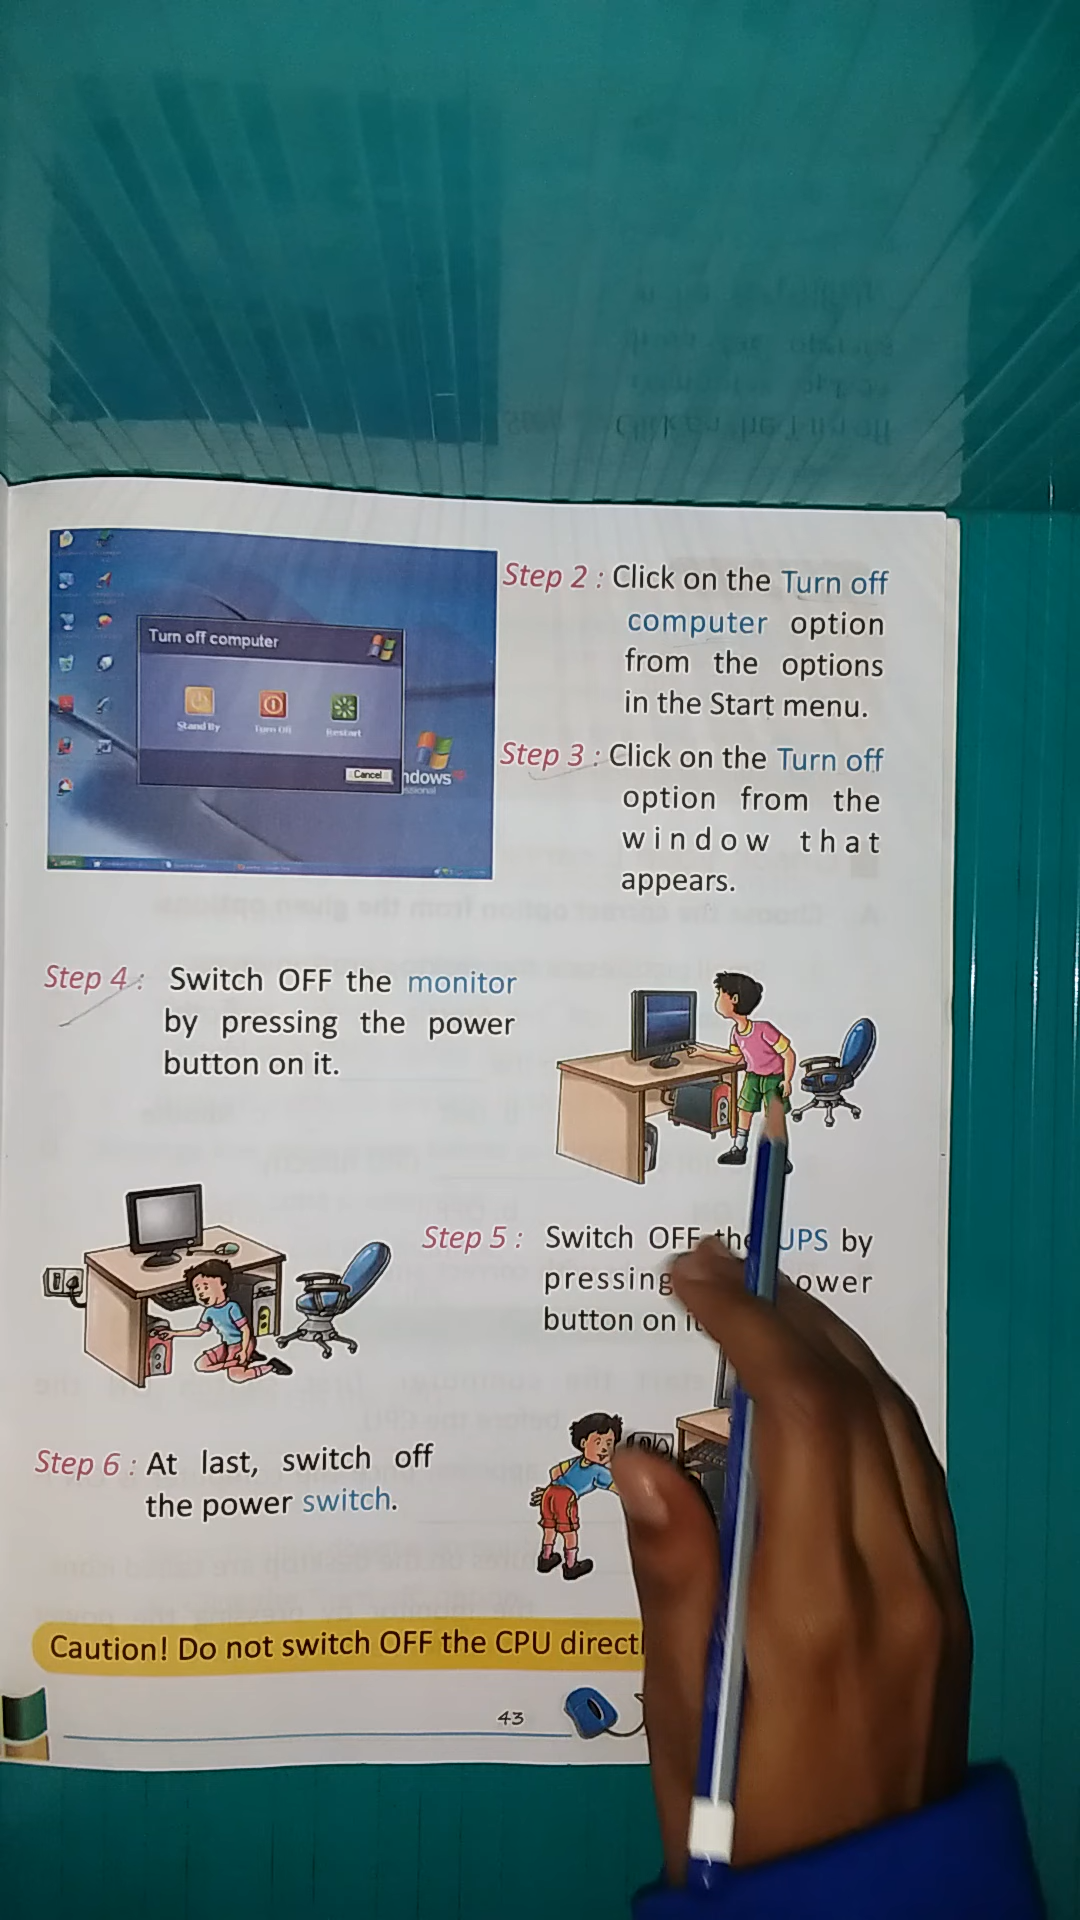 Turn off computer
Stand By
Turn Off
Restart
Cancel
ndows
Step 2 : Click on the Turn off
computer option
from the options
in the Start menu.
Step 3 : Click on the Turn off
option from the
window that
appears.
Step 4 : Switch OFF the monitor
by pressing the power
button on it.
Step 5 : Switch OFF the UPS by
pressing ower
button on it
Step 6 : At last, switch off
the power switch.
Caution! Do not switch OFF the CPU directl
43